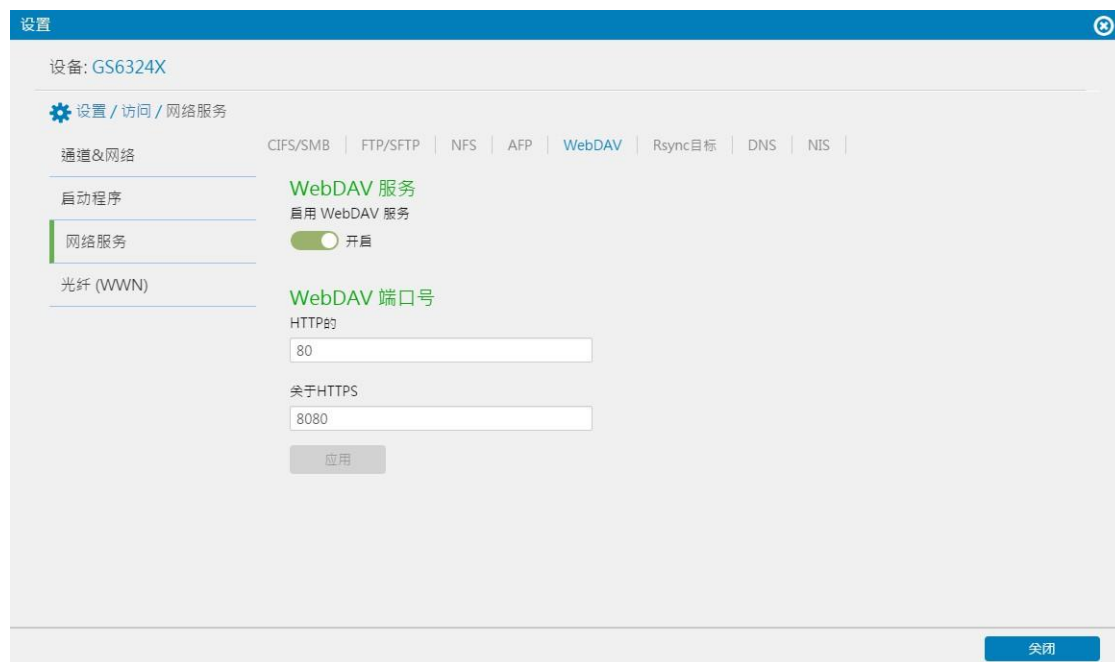 设置
设备: GS6324X
设置 / 访问 / 网络服务
通道&网络
启动程序
网络服务
光纤 (WWN)
CIFS/SMB | FTP/SFTP | NFS | AFP | WebDAV | Rsync目标 | DNS | NIS |
WebDAV 服务
启用 WebDAV 服务
开启
WebDAV 端口号
HTTP的
80
关于HTTPS
8080
应用
关闭